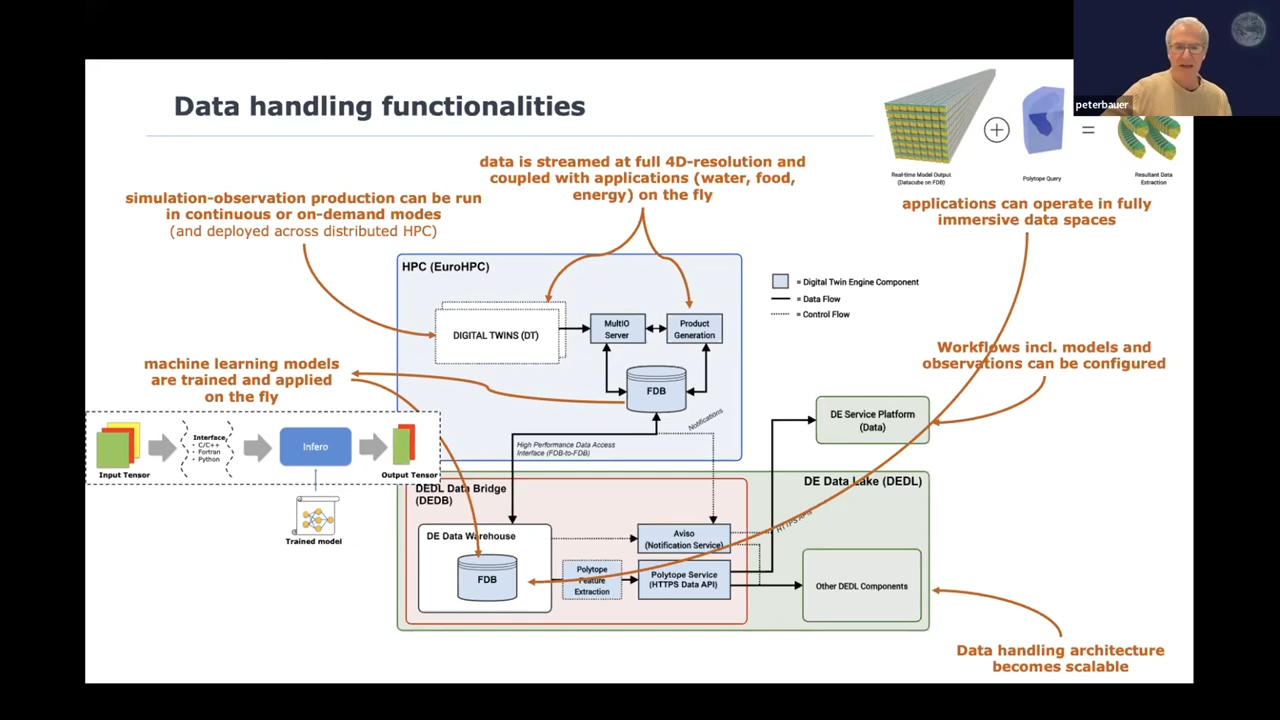 Data handling functionalities
peterbauer
Real-time Model Output
(Datacube on FDB)
Polytope Query
Resultant Data
Extraction
data is streamed at full 4D-resolution and
coupled with applications (water, food,
energy) on the fly
simulation-observation production can be run
in continuous or on-demand modes
(and deployed across distributed HPC)
applications can operate in fully
immersive data spaces
HPC (EuroHPC)
= Digital Twin Engine Component
= Data Flow
= Control Flow
DIGITAL TWINS (DT)
MultIO
Server
Product
Generation
FDB
machine learning models
are trained and applied
on the fly
Workflows incl. models and
observations can be configured
Notifications
High Performance Data Access
Interface (FDB-to-FDB)
DE Service Platform
(Data)
Interface
• C/C++
• Fortran
• Python
Infero
Input Tensor
Output Tensor
Trained model
DEDL Data Bridge
(DEDB)
DE Data Lake (DEDL)
DE Data Warehouse
FDB
Aviso
(Notification Service)
HTTPS APIs
Polytope
Feature
Extraction
Polytope Service
(HTTPS Data API)
Other DEDL Components
Data handling architecture
becomes scalable